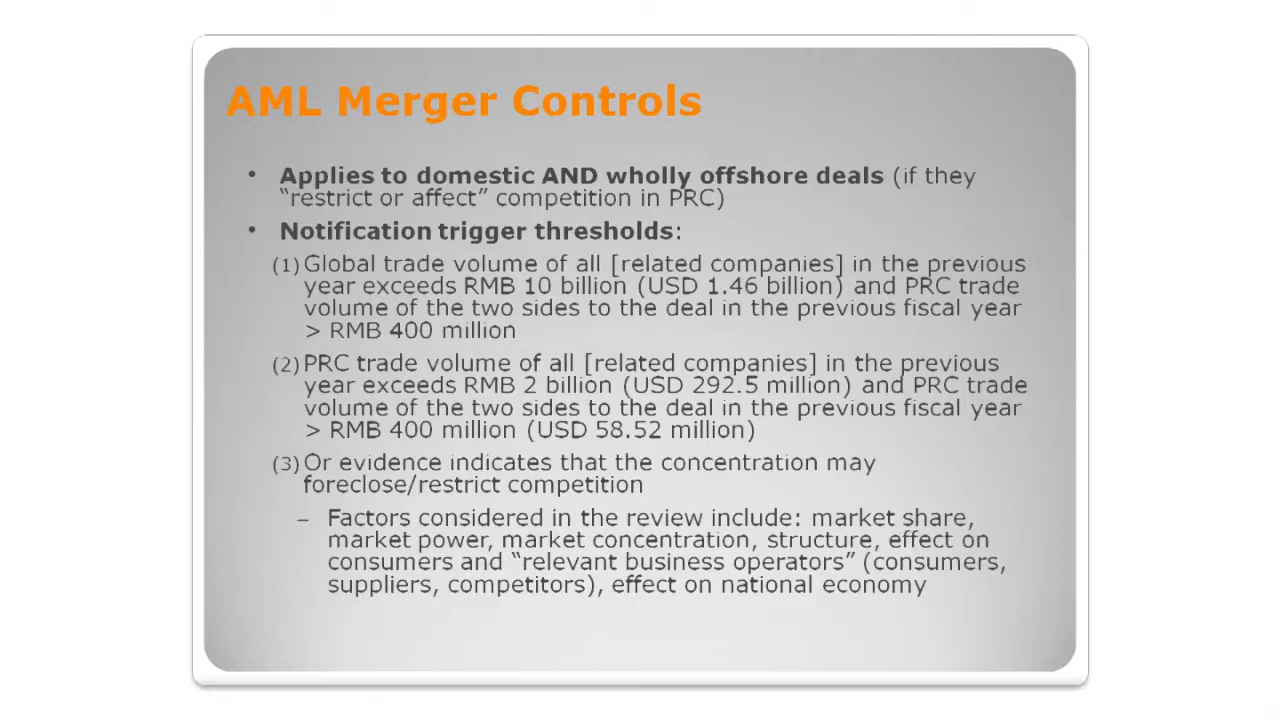 AML Merger Controls
• Applies to domestic AND wholly offshore deals (if they
“restrict or affect” competition in PRC)
• Notification trigger thresholds:
(1) Global trade volume of all [related companies] in the previous
year exceeds RMB 10 billion (USD 1.46 billion) and PRC trade
volume of the two sides to the deal in the previous fiscal year
> RMB 400 million
(2) PRC trade volume of all [related companies] in the previous
year exceeds RMB 2 billion (USD 292.5 million) and PRC trade
volume of the two sides to the deal in the previous fiscal year
> RMB 400 million (USD 58.52 million)
(3) Or evidence indicates that the concentration may
foreclose/restrict competition
– Factors considered in the review include: market share,
market power, market concentration, structure, effect on
consumers and “relevant business operators” (consumers,
suppliers, competitors), effect on national economy